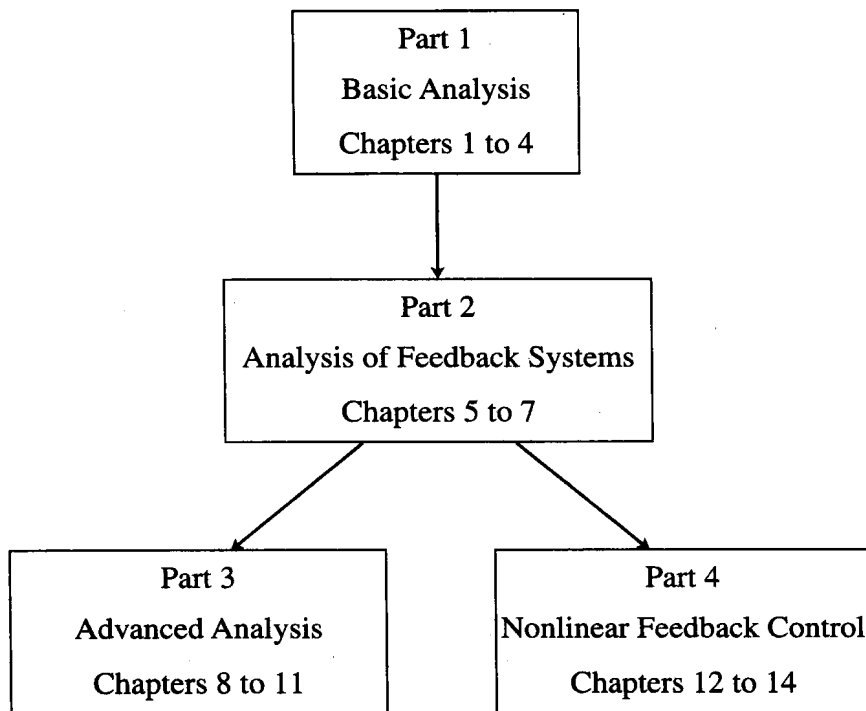 Part 1
Basic Analysis
Chapters 1 to 4
Part 2
Analysis of Feedback Systems
Chapters 5 to 7
Part 3
Advanced Analysis
Chapters 8 to 11
Part 4
Nonlinear Feedback Control
Chapters 12 to 14